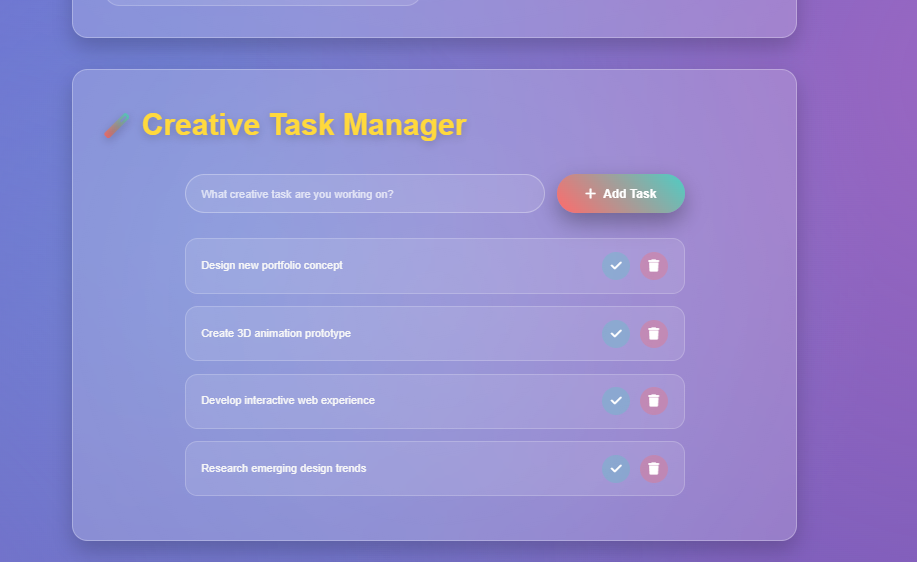 Creative Task Manager
What creative task are you working on?
+ Add Task
Design new portfolio concept
Create 3D animation prototype
Develop interactive web experience
Research emerging design trends